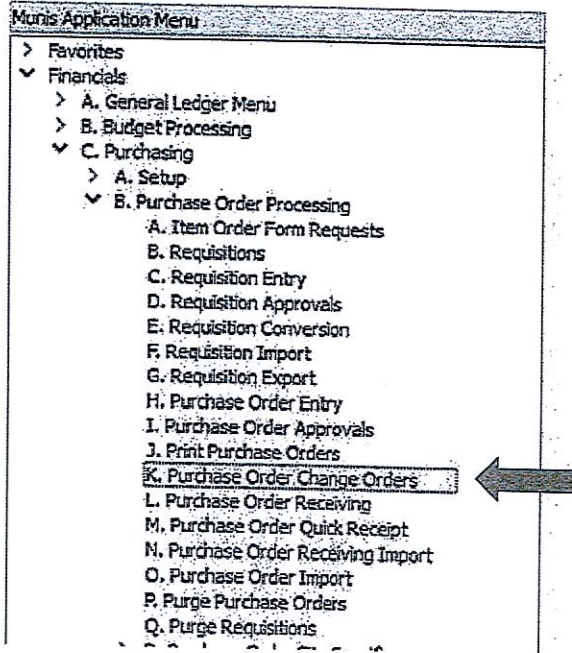 Munis Application Menu
> Favorites
Financials
> A. General Ledger Menu
> B. Budget Processing
C. Purchasing
> A. Setup
B. Purchase Order Processing
A. Item Order Form Requests
B. Requisitions
C. Requisition Entry
D. Requisition Approvals
E. Requisition Conversion
F. Requisition Import
G. Requisition Export
H. Purchase Order Entry
I. Purchase Order Approvals
J. Print Purchase Orders
K. Purchase Order Change Orders
L. Purchase Order Receiving
M. Purchase Order Quick Receipt
N. Purchase Order Receiving Import
O. Purchase Order Import
P. Purge Purchase Orders
Q. Purge Requisitions